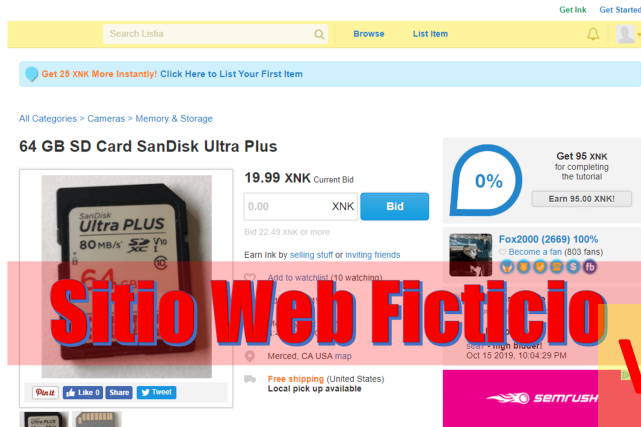 Get Ink Get Started
Search Listia Browse List Item
Get 25 XNK More Instantly! Click Here to List Your First Item
All Categories > Cameras > Memory & Storage
64 GB SD Card SanDisk Ultra Plus
SanDisk
Ultra PLUS
80 MB/s
64 GB
19.99 XNK Current Bid
0.00 XNK Bid
Bid 22.49 XNK or more
Earn Ink by selling stuff or inviting friends
Add to watchlist (10 watching)
Sitio Web Ficticio
Merced, CA USA map
Free shipping (United States)
Local pick up available
Pin it Like 0 Share Tweet
0%
Get 95 XNK
for completing
the tutorial
Earn 95.00 XNK!
Fox2000 (2669) 100%
Become a fan (803 fans)
high bidder!
Oct 15 2019, 10:04:29 PM
SEMRUSH